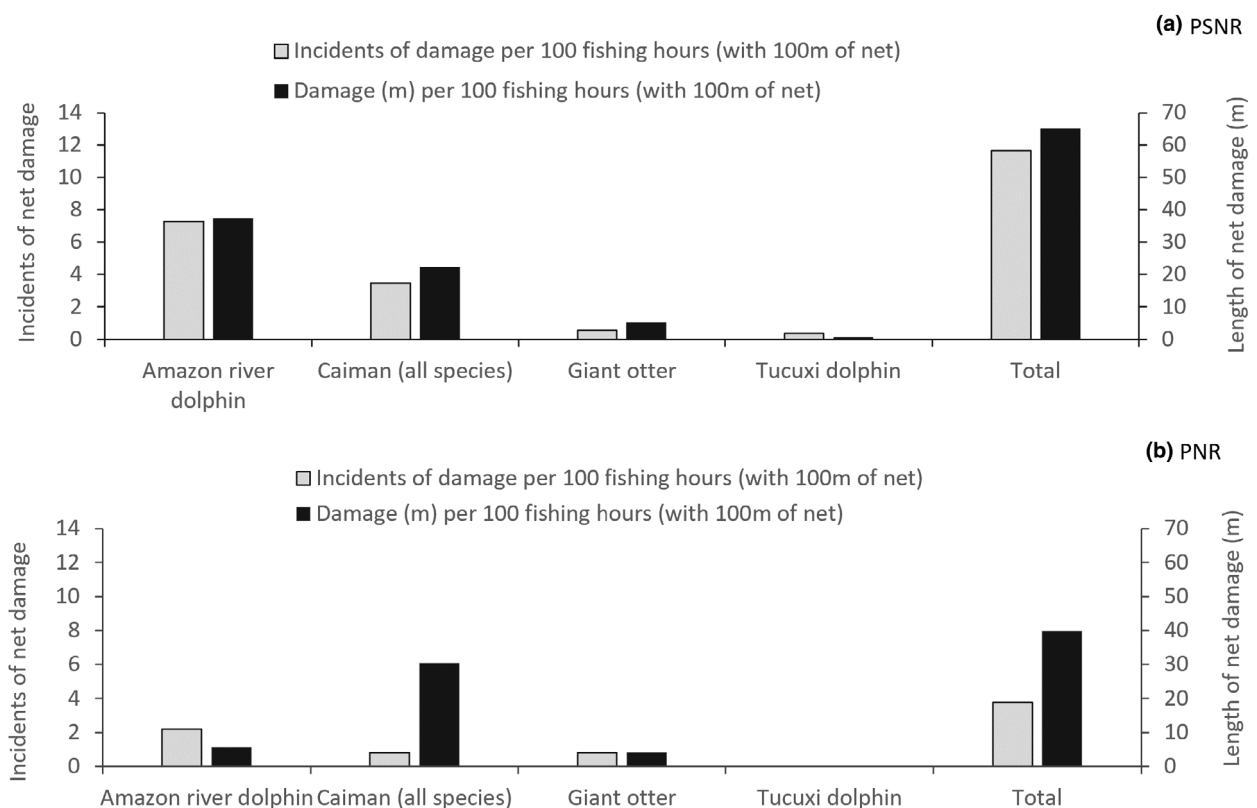 (a) PSNR
Incidents of damage per 100 fishing hours (with 100m of net)
Damage (m) per 100 fishing hours (with 100m of net)
Incidents of net damage
14
12
10
8
6
4
2
0
70
60
50
40
30
20
10
0
Length of net damage (m)
Amazon river
dolphin
Caiman (all species)
Giant otter
Tucuxi dolphin
Total
(b) PNR
Incidents of damage per 100 fishing hours (with 100m of net)
Damage (m) per 100 fishing hours (with 100m of net)
Incidents of net damage
14
12
10
8
6
4
2
0
70
60
50
40
30
20
10
0
Length of net damage (m)
Amazon river dolphin
Caiman (all species)
Giant otter
Tucuxi dolphin
Total